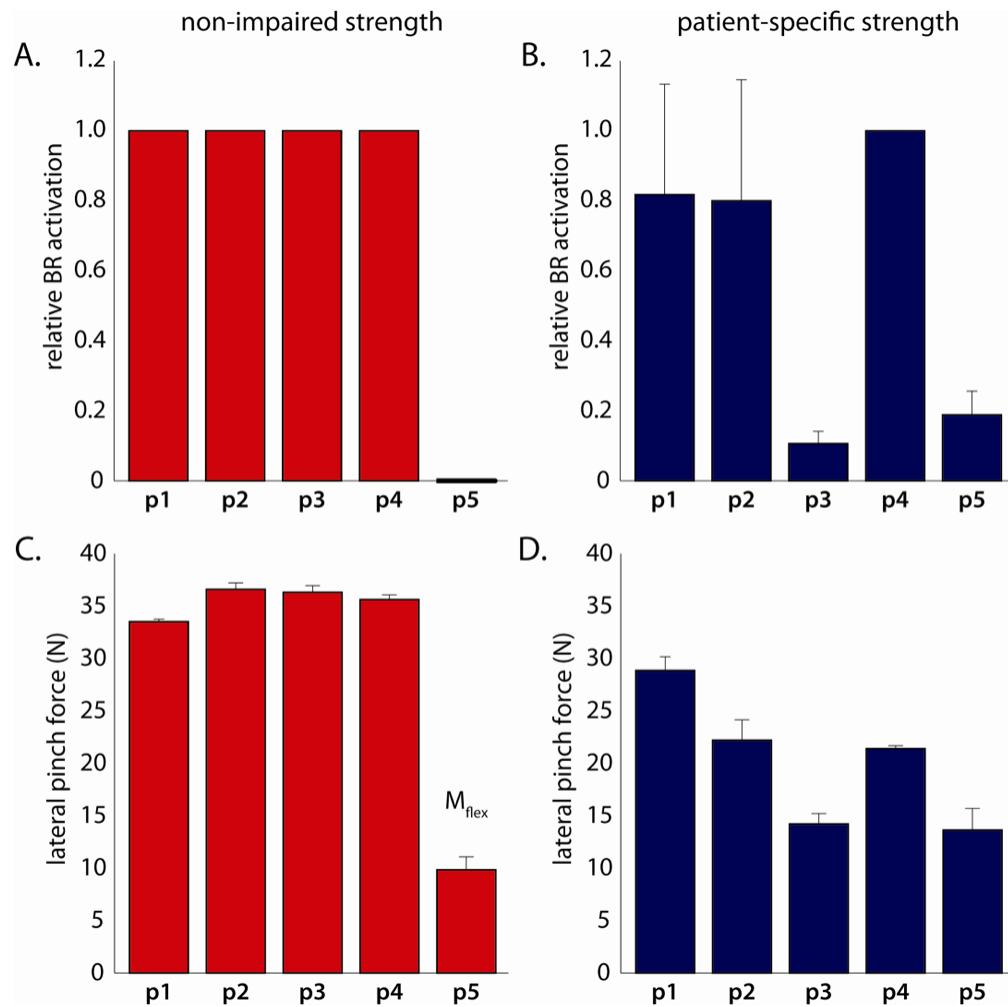 non-impaired strength
patient-specific strength
A.
1.2
1.0
0.8
0.6
0.4
0.2
0
relative BR activation
p1 p2 p3 p4 p5
B.
1.2
1.0
0.8
0.6
0.4
0.2
0
relative BR activation
p1 p2 p3 p4 p5
C.
40
35
30
25
20
15
10
5
0
lateral pinch force (N)
Mflex
p1 p2 p3 p4 p5
D.
40
35
30
25
20
15
10
5
0
lateral pinch force (N)
p1 p2 p3 p4 p5